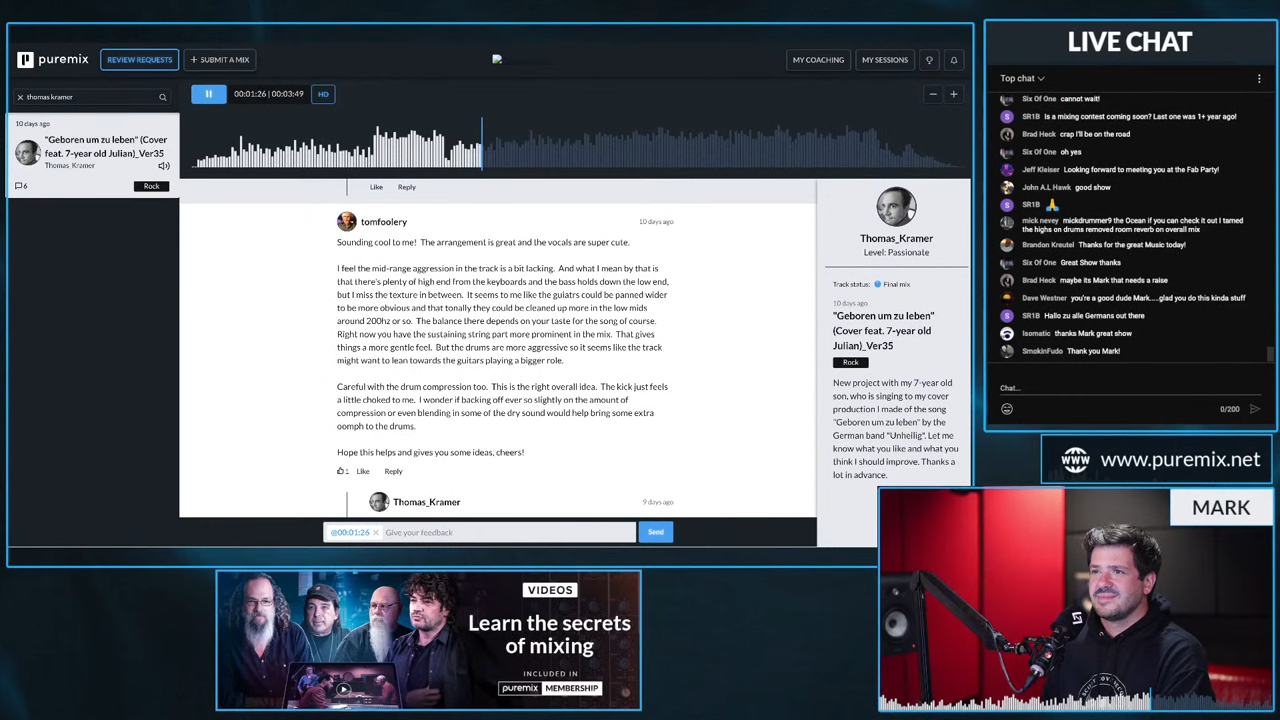 puremix
REVIEW REQUESTS
+ SUBMIT A MIX
MY COACHING
MY SESSIONS
thomas kramer
10 days ago
"Geboren um zu leben" (Cover
feat. 7-year old Julian)_Ver35
Thomas_Kramer
6
Rock
00:01:26 | 00:03:49
HD
Like Reply
tomfoolery
10 days ago
Sounding cool to me! The arrangement is great and the vocals are super cute.
I feel the mid-range aggression in the track is a bit lacking. And what I mean by that is
that there's plenty of high end from the keyboards and the bass holds down the low end,
but I miss the texture in between. It seems to me like the guiatrs could be panned wider
to be more obvious and that tonally they could be cleaned up more in the low mids
around 200hz or so. The balance there depends on your taste for the song of course.
Right now you have the sustaining string part more prominent in the mix. That gives
things a more gentle feel. But the drums are more aggressive so it seems like the track
might want to lean towards the guitars playing a bigger role.
Careful with the drum compression too. This is the right overall idea. The kick just feels
a little choked to me. I wonder if backing off ever so slightly on the amount of
compression or even blending in some of the dry sound would help bring some extra
oomph to the drums.
Hope this helps and gives you some ideas, cheers!
1 Like Reply
Thomas_Kramer
9 days ago
@00:01:26 × Give your feedback
Send
Thomas_Kramer
Level: Passionate
Track status: Final mix
10 days ago
"Geboren um zu leben"
(Cover feat. 7-year old
Julian)_Ver35
Rock
New project with my 7-year old
son, who is singing to my cover
production I made of the song
"Geboren um zu leben" by the
German band "Unheilig". Let me
know what you like and what you
think I should improve. Thanks a
lot in advance.
LIVE CHAT
Top chat
Six Of One cannot wait!
SR1B Is a mixing contest coming soon? Last one was 1+ year ago!
Brad Heck crap I'll be on the road
Six Of One oh yes
Jeff Kleiser Looking forward to meeting you at the Fab Party!
John A.L Hawk good show
SR1B 🙏
mick nevey mickdrummer9 the Ocean if you can check it out I tamed
the highs on drums removed room reverb on overall mix
Brandon Kreutel Thanks for the great Music today!
Six Of One Great Show thanks
Brad Heck maybe its Mark that needs a raise
Dave Westner you're a good dude Mark....glad you do this kinda stuff
SR1B Hallo zu alle Germans out there
Isomatic thanks Mark great show
SmokinFudo Thank you Mark!
Chat...
0/200
WWW www.puremix.net
MARK
VIDEOS
Learn the secrets
of mixing
INCLUDED IN
puremix MEMBERSHIP